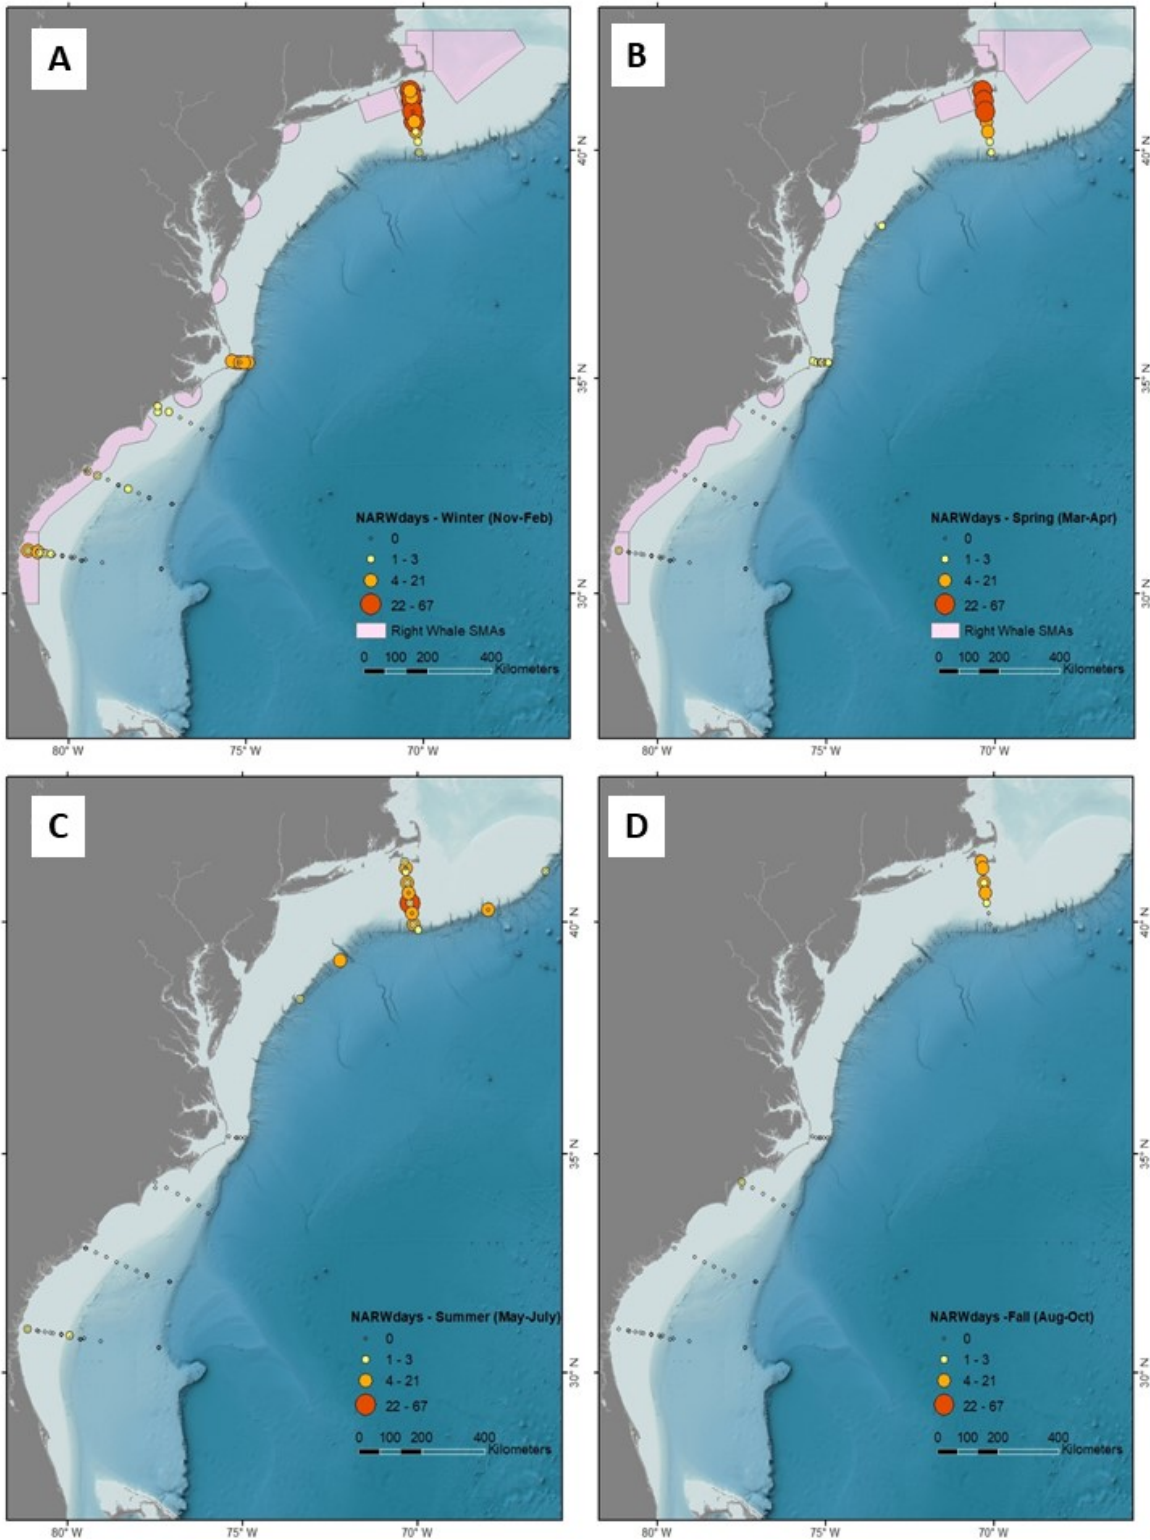 A
N
40° N
35° N
30° N
NARWdays - Winter (Nov-Feb)
0
1 - 3
4 - 21
22 - 67
Right Whale SMAs
0 100 200 400
Kilometers
80° W 75° W 70° W
B
N
40° N
35° N
30° N
NARWdays - Spring (Mar-Apr)
0
1 - 3
4 - 21
22 - 67
Right Whale SMAs
0 100 200 400
Kilometers
80° W 75° W 70° W
C
N
40° N
35° N
30° N
NARWdays - Summer (May-July)
0
1 - 3
4 - 21
22 - 67
0 100 200 400
Kilometers
80° W 75° W 70° W
D
N
40° N
35° N
30° N
NARWdays -Fall (Aug-Oct)
0
1 - 3
4 - 21
22 - 67
0 100 200 400
Kilometers
80° W 75° W 70° W